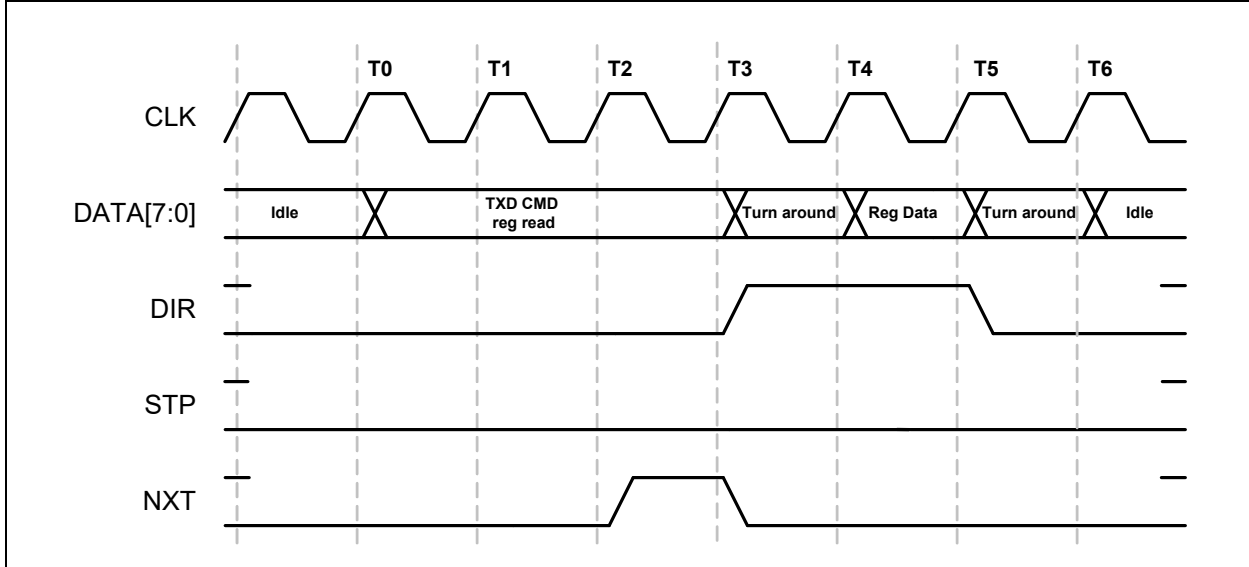 T0 T1 T2 T3 T4 T5 T6
CLK
DATA[7:0]
Idle
TXD CMD
reg read
Turn around
Reg Data
Turn around
Idle
DIR
STP
NXT